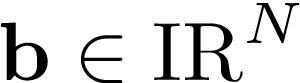 𝐛 ∈ IR^N